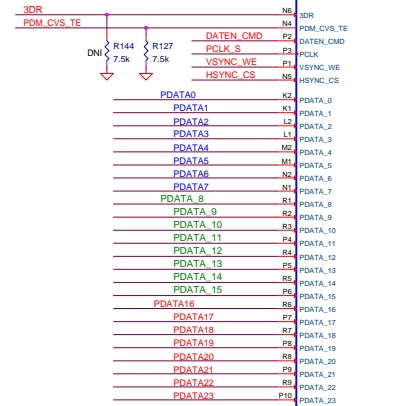 3DR N6 3DR
PDM_CVS_TE N4 PDM_CVS_TE
DATEN_CMD P2 DATEN_CMD
DNI R144 R127 PCLK_S P3 PCLK
7.5k 7.5k VSYNC_WE P1 VSYNC_WE
HSYNC_CS N5 HSYNC_CS
PDATA0 K2 PDATA_0
PDATA1 K1 PDATA_1
PDATA2 L2 PDATA_2
PDATA3 L1 PDATA_3
PDATA4 M2 PDATA_4
PDATA5 M1 PDATA_5
PDATA6 N2 PDATA_6
PDATA7 N1 PDATA_7
PDATA_8 R1 PDATA_8
PDATA_9 R2 PDATA_9
PDATA_10 R3 PDATA_10
PDATA_11 P4 PDATA_11
PDATA_12 R4 PDATA_12
PDATA_13 P5 PDATA_13
PDATA_14 R5 PDATA_14
PDATA_15 P6 PDATA_15
PDATA16 R6 PDATA_16
PDATA17 P7 PDATA_17
PDATA18 R7 PDATA_18
PDATA19 P8 PDATA_19
PDATA20 R8 PDATA_20
PDATA21 P9 PDATA_21
PDATA22 R9 PDATA_22
PDATA23 P10 PDATA_23